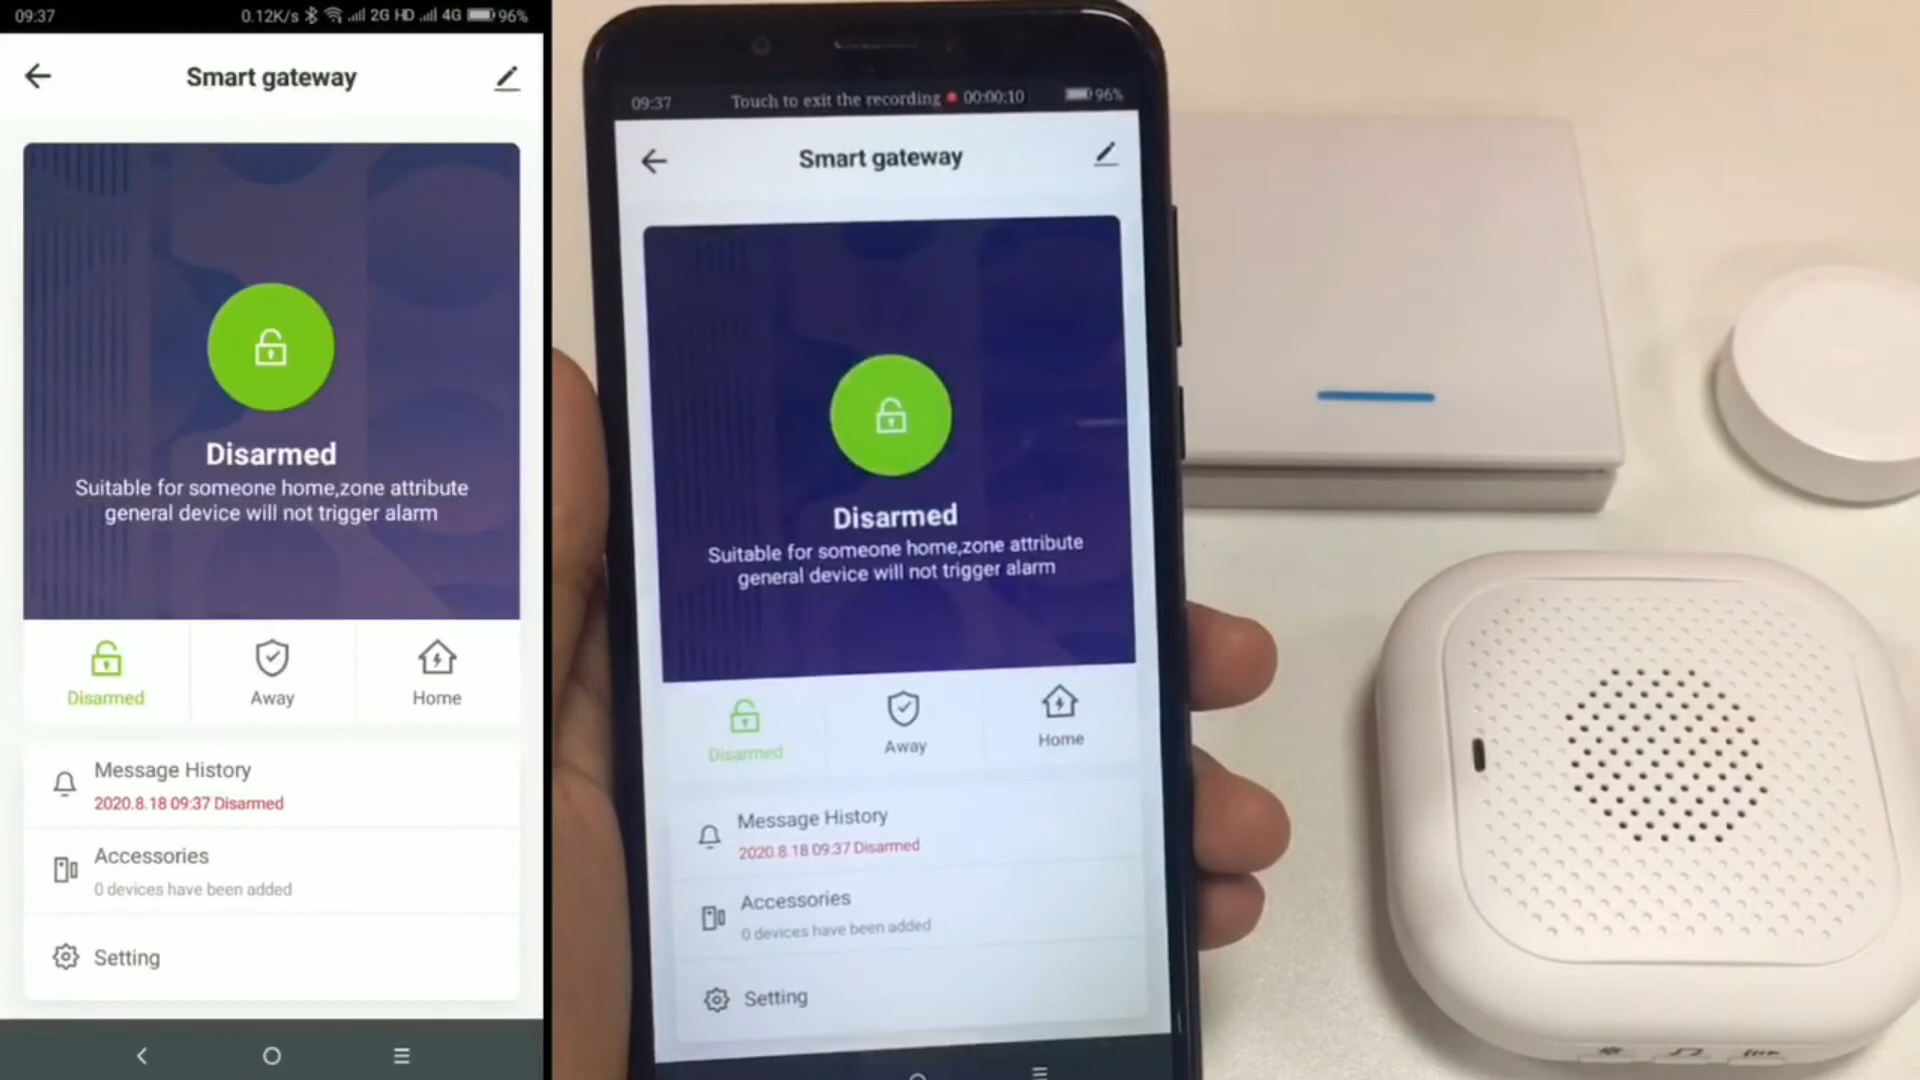 09:37
0.12K/s 2G HD 4G 96%
Smart gateway
Disarmed
Suitable for someone home,zone attribute
general device will not trigger alarm
Disarmed
Away
Home
Message History
2020.8.18 09:37 Disarmed
Accessories
0 devices have been added
Setting
09:37
Touch to exit the recording 00:00:10
96%
Smart gateway
Disarmed
Suitable for someone home,zone attribute
general device will not trigger alarm
Disarmed
Away
Home
Message History
2020.8.18 09:37 Disarmed
Accessories
0 devices have been added
Setting